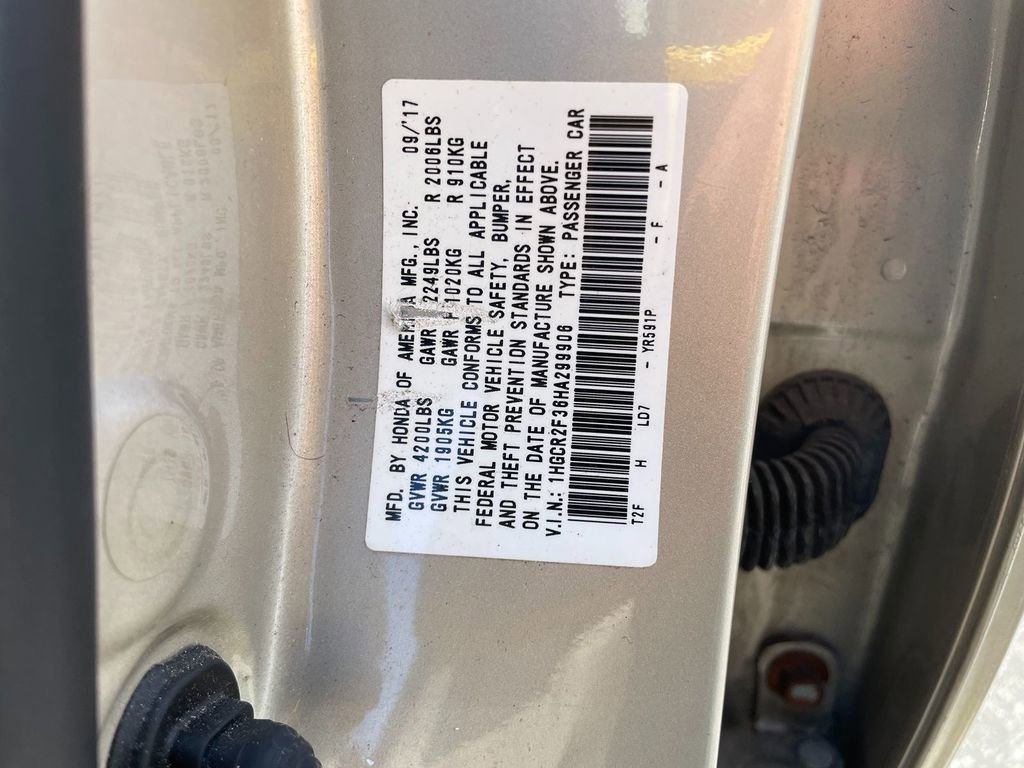 MFD. BY HONDA OF AMERICA MFG., INC. 09/'17
GVWR 4200LBS GAWR F 2249LBS R 2006LBS
GVWR 1905KG GAWR F 1020KG R 910KG
THIS VEHICLE CONFORMS TO ALL APPLICABLE
FEDERAL MOTOR VEHICLE SAFETY, BUMPER,
AND THEFT PREVENTION STANDARDS IN EFFECT
ON THE DATE OF MANUFACTURE SHOWN ABOVE.
V.I.N.: 1HGCR2F36HA299906 TYPE: PASSENGER CAR
T2F H LD7 - YR591P - F - A